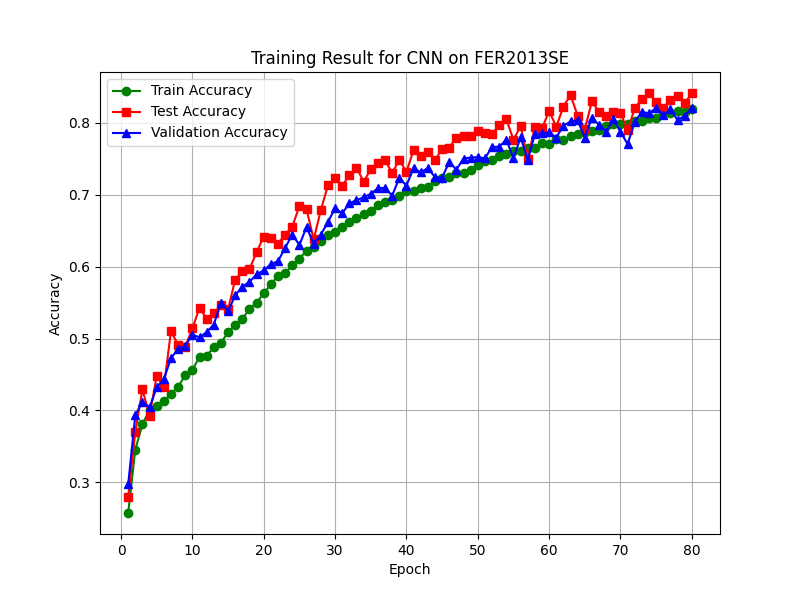 Training Result for CNN on FER2013SE
Train Accuracy
Test Accuracy
Validation Accuracy
Accuracy
0.8
0.7
0.6
0.5
0.4
0.3
0 10 20 30 40 50 60 70 80
Epoch